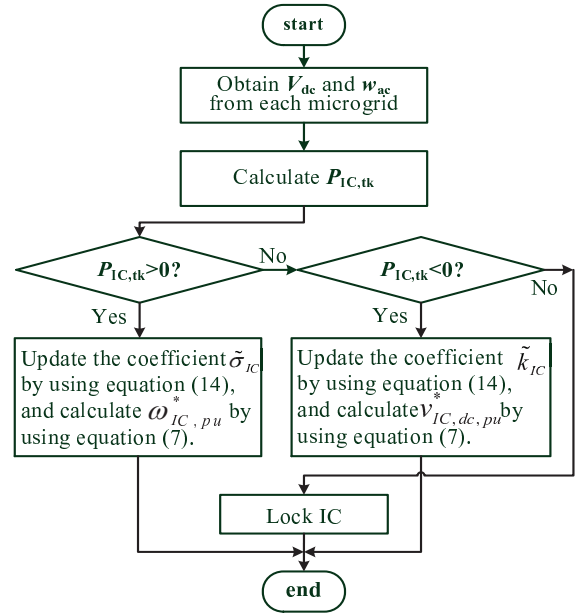 start
Obtain V_dc and w_ac
from each microgrid
Calculate P_IC,tk
P_IC,tk>0?
No
P_IC,tk<0?
No
Yes
Yes
Update the coefficient σ̃_IC
by using equation (14),
and calculate ω*_IC,pu by
using equation (7).
Update the coefficient k̃_IC
by using equation (14),
and calculate v*_IC,dc,pu by
using equation (7).
Lock IC
end